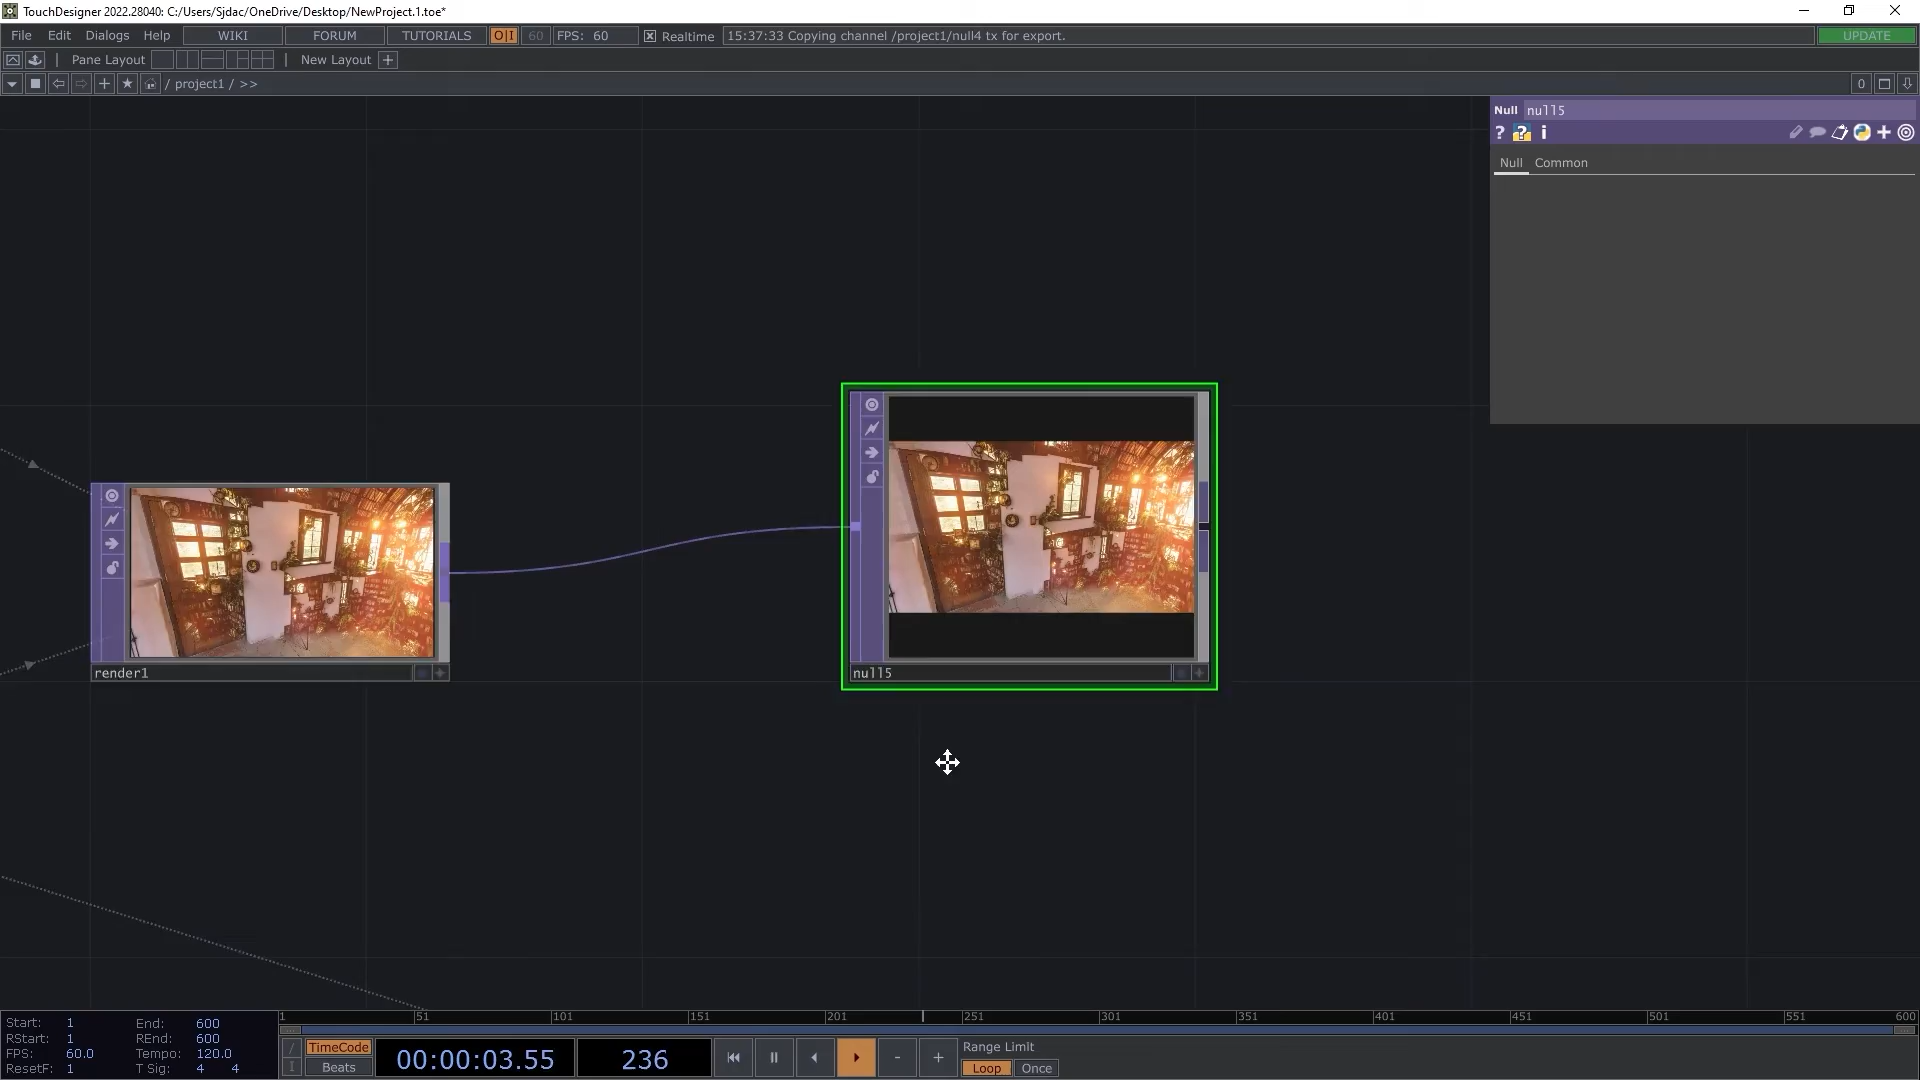 TouchDesigner 2022.28040: C:/Users/Sjdac/OneDrive/Desktop/NewProject.1.toe*
File Edit Dialogs Help WIKI FORUM TUTORIALS O|I 60 FPS: 60 Realtime 15:37:33 Copying channel /project1/null4 tx for export. UPDATE
Pane Layout New Layout +
/ project1 / >> 0
Null null5
? ? i
Null Common
render1
null5
1 51 101 151 201 251 301 351 401 451 501 551 600
Start: 1 End: 600
RStart: 1 REnd: 600
FPS: 60.0 Tempo: 120.0
ResetF: 1 T Sig: 4 4
TimeCode
Beats
00:00:03.55 236
- +
Range Limit
Loop Once